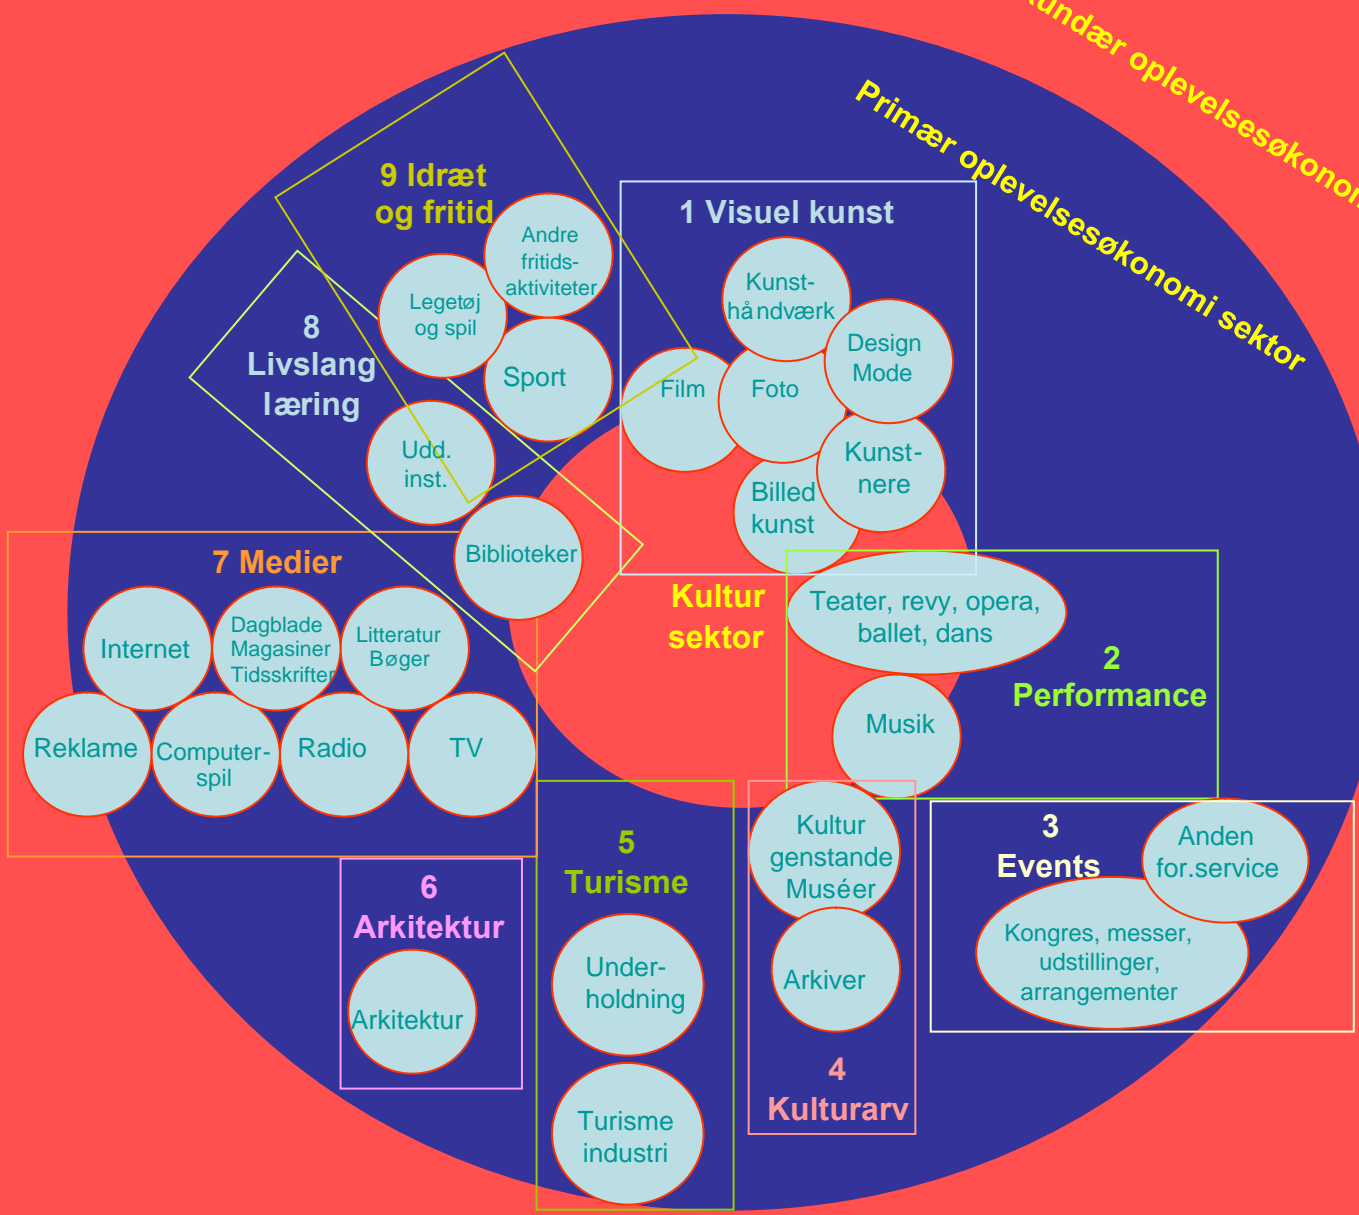 kundær oplevelsesøkonom
Primær oplevelsesøkonomi sektor
9 Idræt
og fritid
Andre
fritids-
aktiviteter
Legetøj
og spil
Sport
8
Livslang
læring
Udd.
inst.
Biblioteker
1 Visuel kunst
Kunst-
håndværk
Design
Mode
Film
Foto
Kunst-
nere
Billed
kunst
7 Medier
Internet
Dagblade
Magasiner
Tidsskrifter
Litteratur
Bøger
Reklame
Computer-
spil
Radio
TV
Kultur
sektor
Teater, revy, opera,
ballet, dans
2
Performance
Musik
3
Events
Anden
for.service
Kongres, messer,
udstillinger,
arrangementer
Kultur
genstande
Muséer
Arkiver
4
Kulturarv
5
Turisme
Under-
holdning
Turisme
industri
6
Arkitektur
Arkitektur